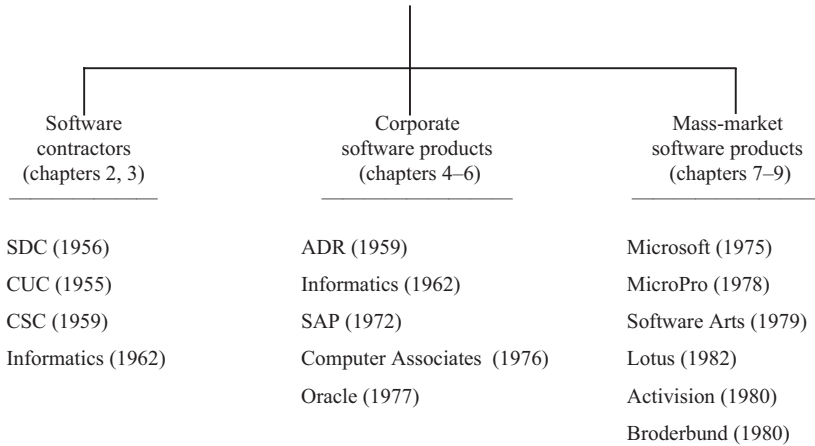 Software
contractors
(chapters 2, 3)
SDC (1956)
CUC (1955)
CSC (1959)
Informatics (1962)
Corporate
software products
(chapters 4–6)
ADR (1959)
Informatics (1962)
SAP (1972)
Computer Associates (1976)
Oracle (1977)
Mass-market
software products
(chapters 7–9)
Microsoft (1975)
MicroPro (1978)
Software Arts (1979)
Lotus (1982)
Activision (1980)
Broderbund (1980)